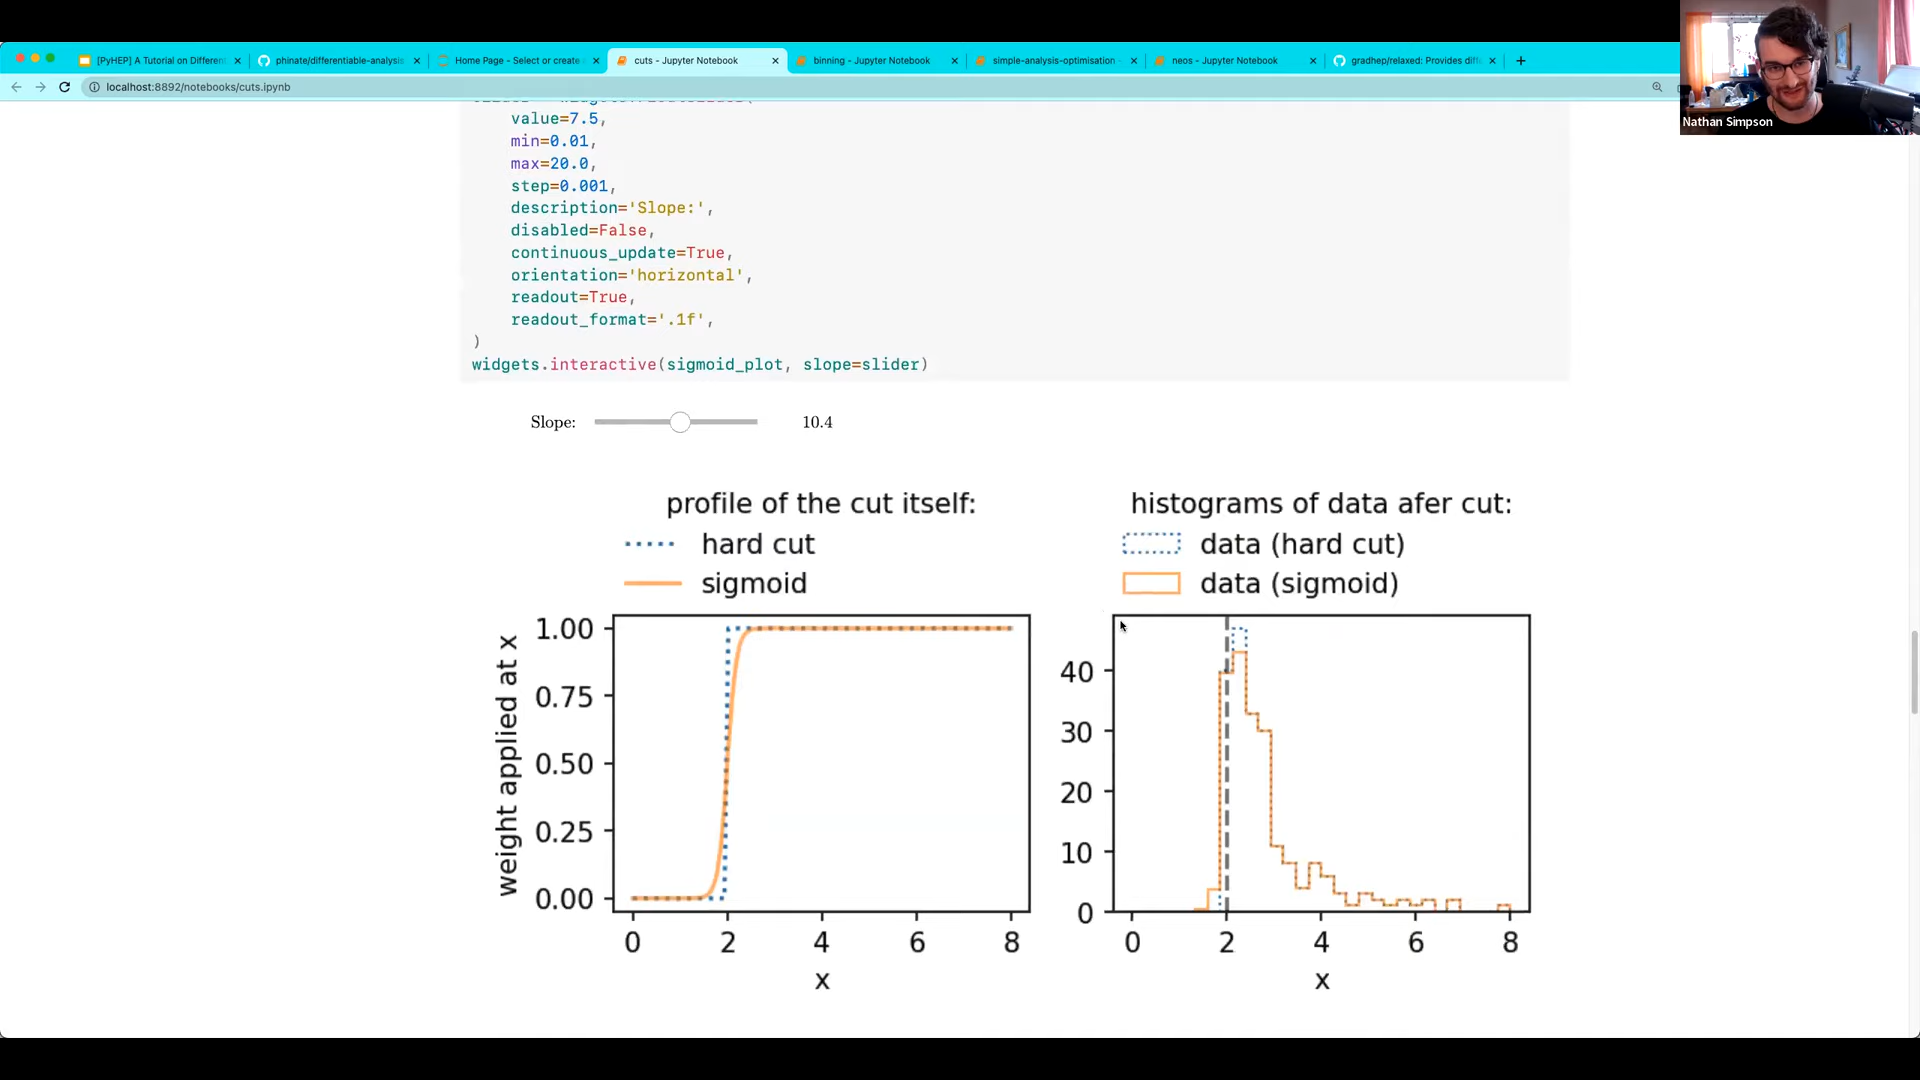 [PyHEP] A Tutorial on Different
phinate/differentiable-analysis
Home Page - Select or create
cuts - Jupyter Notebook
binning - Jupyter Notebook
simple-analysis-optimisation -
neos - Jupyter Notebook
gradhep/relaxed: Provides diff
localhost:8892/notebooks/cuts.ipynb
Nathan Simpson
value=7.5,
min=0.01,
max=20.0,
step=0.001,
description='Slope:',
disabled=False,
continuous_update=True,
orientation='horizontal',
readout=True,
readout_format='.1f',
)
widgets.interactive(sigmoid_plot, slope=slider)
Slope: 10.4
profile of the cut itself:
hard cut
sigmoid
weight applied at x
1.00
0.75
0.50
0.25
0.00
0 2 4 6 8
x
histograms of data afer cut:
data (hard cut)
data (sigmoid)
40
30
20
10
0
0 2 4 6 8
x